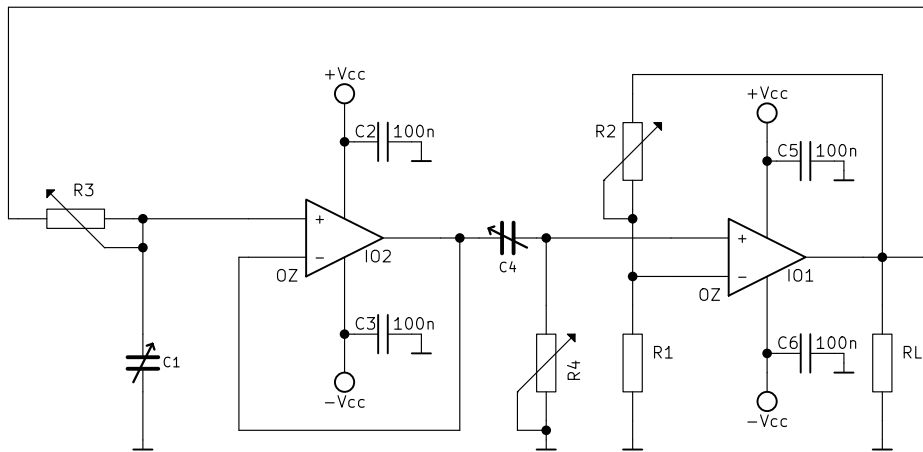 +Vcc
+Vcc
C2 100n
R2
C5 100n
R3
+
+
IO2
−
OZ
C4
IO1
−
OZ
C3 100n
C1
R4
R1
C6 100n
RL
−Vcc
−Vcc